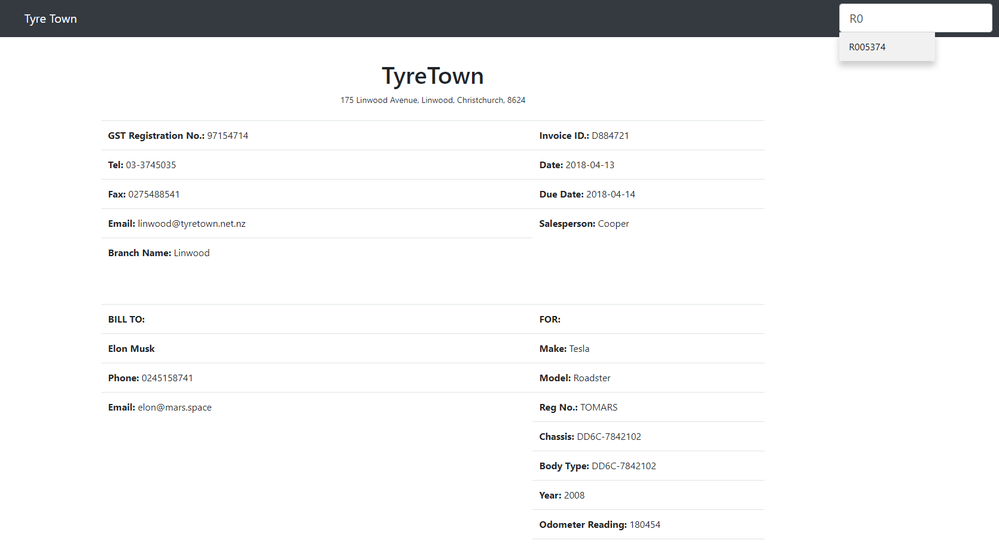 Tyre Town
R0
R005374
TyreTown
175 Linwood Avenue, Linwood, Christchurch, 8624
GST Registration No.: 97154714
Invoice ID.: D884721
Tel: 03-3745035
Date: 2018-04-13
Fax: 0275488541
Due Date: 2018-04-14
Email: linwood@tyretown.net.nz
Salesperson: Cooper
Branch Name: Linwood
BILL TO:
FOR:
Elon Musk
Make: Tesla
Phone: 0245158741
Model: Roadster
Email: elon@mars.space
Reg No.: TOMARS
Chassis: DD6C-7842102
Body Type: DD6C-7842102
Year: 2008
Odometer Reading: 180454